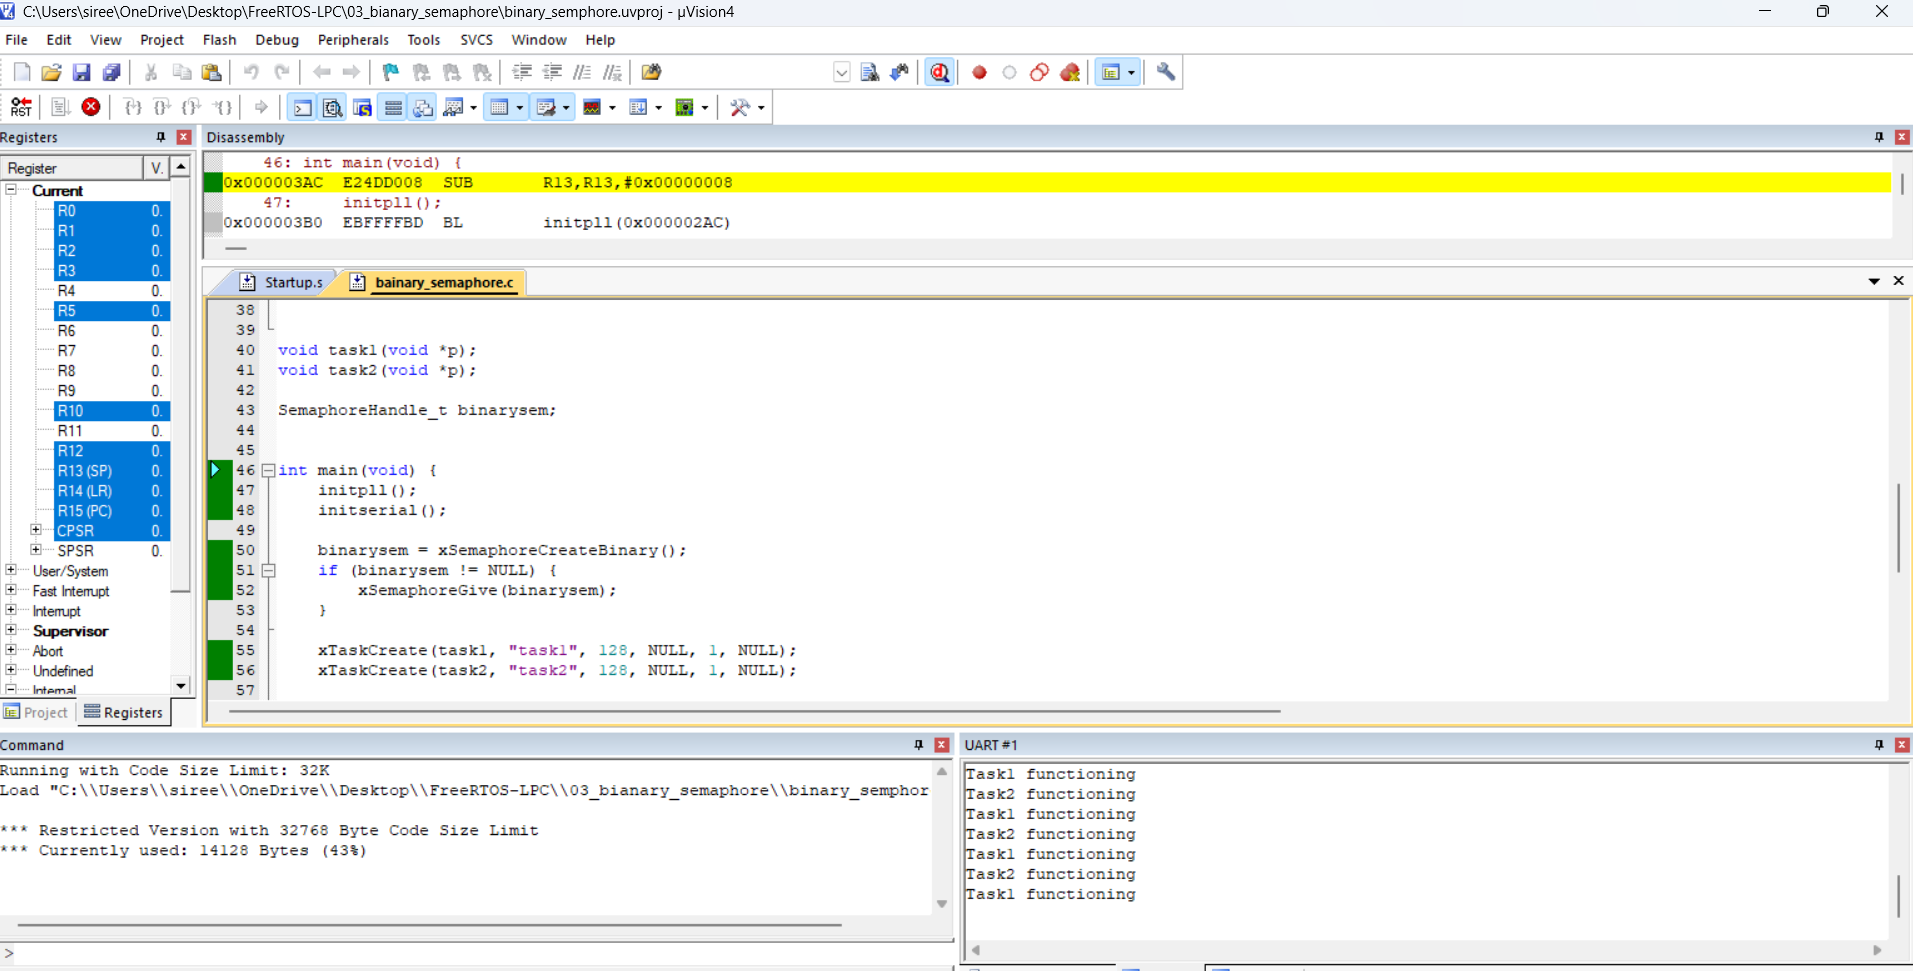 C:\Users\siree\OneDrive\Desktop\FreeRTOS-LPC\03_bianary_semaphore\binary_semphore.uvproj - µVision4
File Edit View Project Flash Debug Peripherals Tools SVCS Window Help
RST
Registers
Register V.
Current
R0 0.
R1 0.
R2 0.
R3 0.
R4 0.
R5 0.
R6 0.
R7 0.
R8 0.
R9 0.
R10 0.
R11 0.
R12 0.
R13 (SP) 0.
R14 (LR) 0.
R15 (PC) 0.
CPSR 0.
SPSR 0.
User/System
Fast Interrupt
Interrupt
Supervisor
Abort
Undefined
Internal
Project Registers
Disassembly
46: int main(void) {
0x000003AC E24DD008 SUB R13,R13,#0x00000008
47: initpll();
0x000003B0 EBFFFFBD BL initpll(0x000002AC)
Startup.s bainary_semaphore.c
38
39
40 void task1(void *p);
41 void task2(void *p);
42
43 SemaphoreHandle_t binarysem;
44
45
46 int main(void) {
47 initpll();
48 initserial();
49
50 binarysem = xSemaphoreCreateBinary();
51 if (binarysem != NULL) {
52 xSemaphoreGive(binarysem);
53 }
54
55 xTaskCreate(task1, "task1", 128, NULL, 1, NULL);
56 xTaskCreate(task2, "task2", 128, NULL, 1, NULL);
57
Command
Running with Code Size Limit: 32K
Load "C:\\Users\\siree\\OneDrive\\Desktop\\FreeRTOS-LPC\\03_bianary_semaphore\\binary_semphor
*** Restricted Version with 32768 Byte Code Size Limit
*** Currently used: 14128 Bytes (43%)
>
UART #1
Task1 functioning
Task2 functioning
Task1 functioning
Task2 functioning
Task1 functioning
Task2 functioning
Task1 functioning